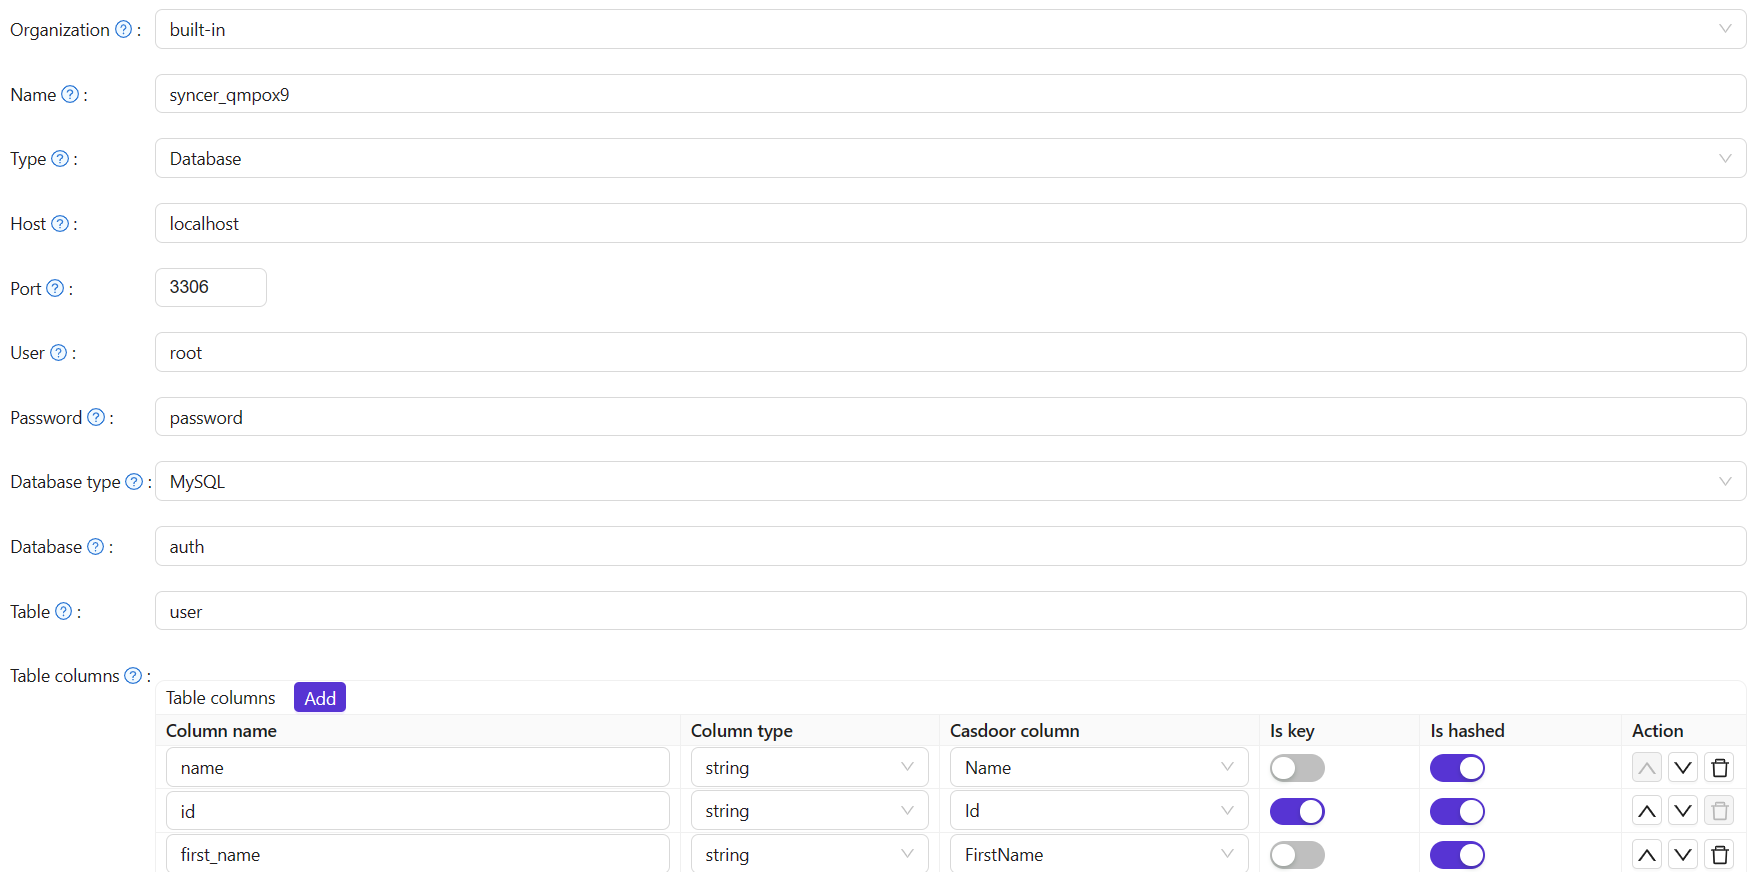 Organization ? : built-in
Name ? : syncer_qmpox9
Type ? : Database
Host ? : localhost
Port ? : 3306
User ? : root
Password ? : password
Database type ? : MySQL
Database ? : auth
Table ? : user
Table columns ? :
Table columns Add
Column name Column type Casdoor column Is key Is hashed Action
name string Name
id string Id
first_name string FirstName